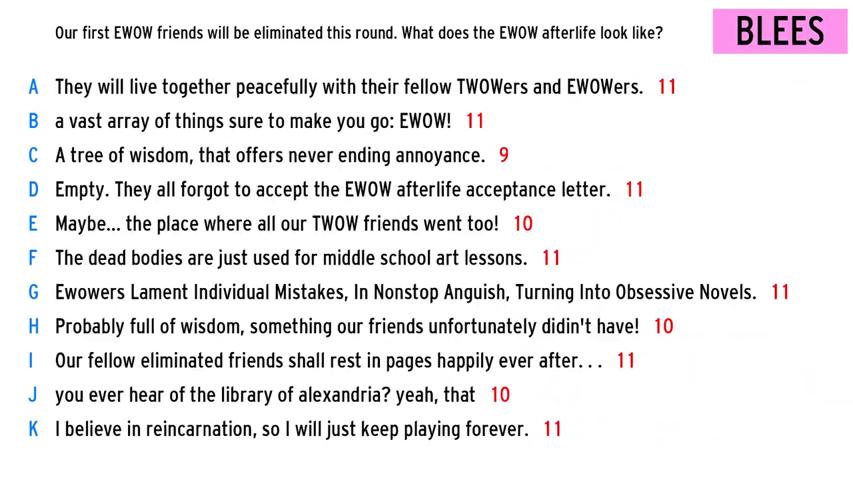 Our first EWOW friends will be eliminated this round. What does the EWOW afterlife look like?
BLEES
A They will live together peacefully with their fellow TWOWers and EWOWers. 11
B a vast array of things sure to make you go: EWOW! 11
C A tree of wisdom, that offers never ending annoyance. 9
D Empty. They all forgot to accept the EWOW afterlife acceptance letter. 11
E Maybe... the place where all our TWOW friends went too! 10
F The dead bodies are just used for middle school art lessons. 11
G Ewowers Lament Individual Mistakes, In Nonstop Anguish, Turning Into Obsessive Novels. 11
H Probably full of wisdom, something our friends unfortunately didin't have! 10
I Our fellow eliminated friends shall rest in pages happily ever after. . . 11
J you ever hear of the library of alexandria? yeah, that 10
K I believe in reincarnation, so I will just keep playing forever. 11